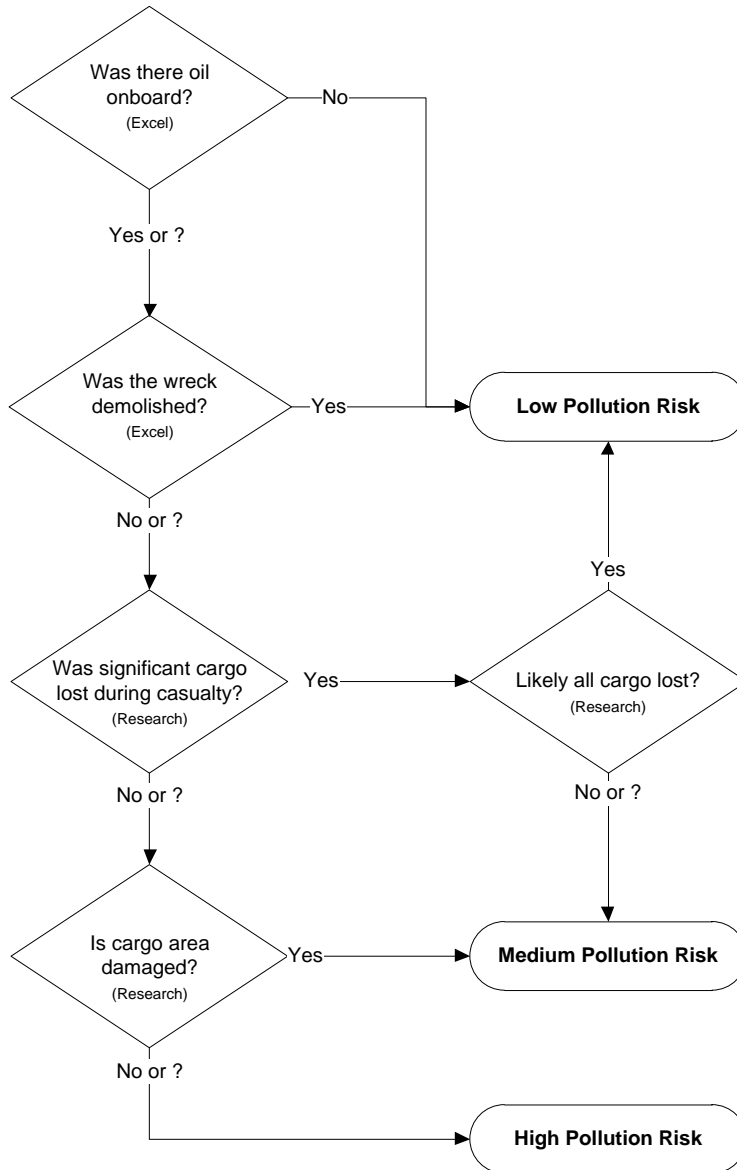 Was there oil
onboard?
(Excel)
No
Yes or ?
Was the wreck
demolished?
(Excel)
Yes
Low Pollution Risk
No or ?
Yes
Was significant cargo
lost during casualty?
(Research)
Yes
Likely all cargo lost?
(Research)
No or ?
No or ?
Is cargo area
damaged?
(Research)
Yes
Medium Pollution Risk
No or ?
High Pollution Risk